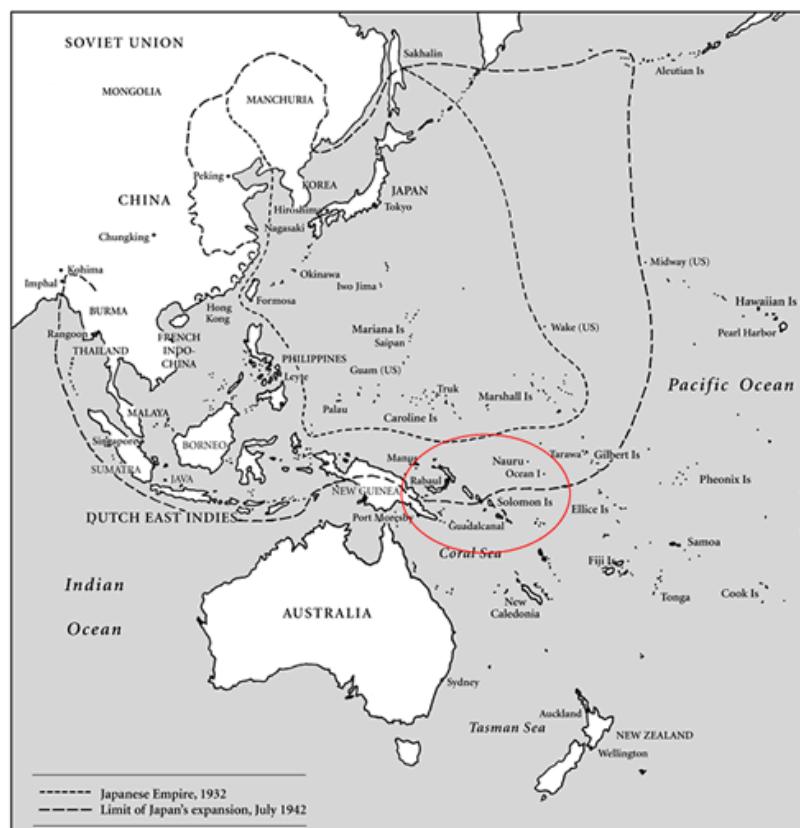 SOVIET UNION
Sakhalin
Aleutian Is
MONGOLIA
MANCHURIA
Peking
KOREA
JAPAN
CHINA
Hiroshima
Tokyo
Nagasaki
Chungking
Midway (US)
Kohima
Okinawa
Imphal
Iwo Jima
Hawaiian Is
Formosa
BURMA
Hong
Kong
Mariana Is
Wake (US)
Pearl Harbor
Rangoon
FRENCH
INDO-
CHINA
Saipan
THAILAND
PHILIPPINES
Guam (US)
Leyte
Pacific Ocean
Truk
Marshall Is
Palau
Caroline Is
MALAYA
Singapore
BORNEO
Tarawa
Gilbert Is
Manus
Nauru
SUMATRA
Ocean I
Rabaul
Pheonix Is
JAVA
NEW GUINEA
Solomon Is
Ellice Is
DUTCH EAST INDIES
Port Moresby
Guadalcanal
Samoa
Coral Sea
Fiji Is
Indian
Ocean
Cook Is
Tonga
New
Caledonia
AUSTRALIA
Sydney
Auckland
Tasman Sea
NEW ZEALAND
Wellington
Japanese Empire, 1932
Limit of Japan's expansion, July 1942